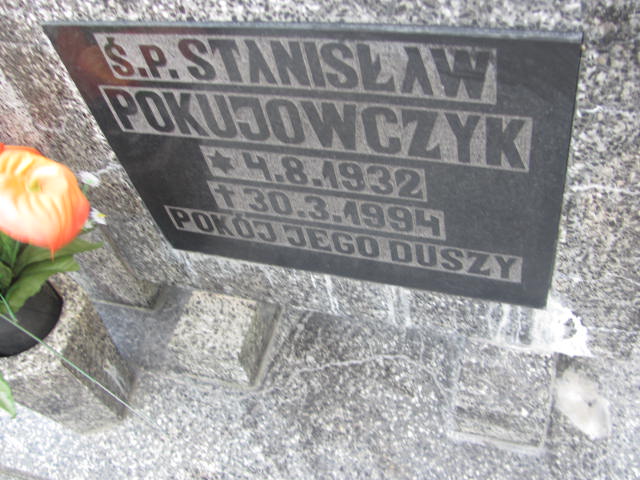 Ś.P. STANISŁAW
POKUJOWCZYK
★ 4.8.1932
✝ 30.3.1994
POKÓJ JEGO DUSZY